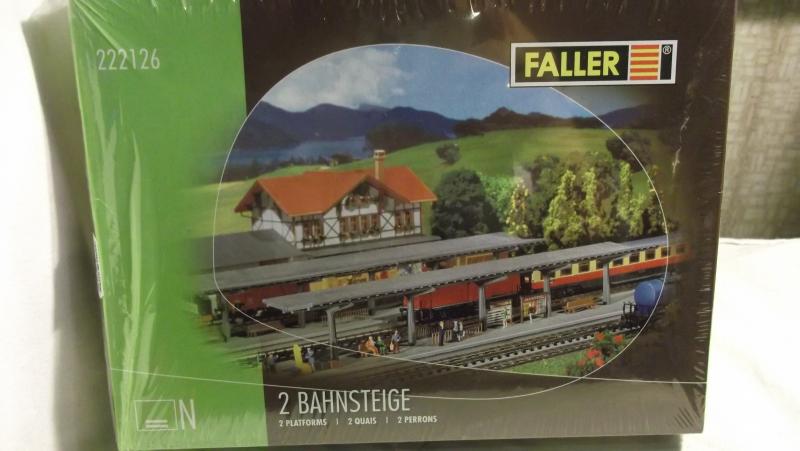 222126
FALLER ®
N
2 BAHNSTEIGE
2 PLATFORMS | 2 QUAIS | 2 PERRONS